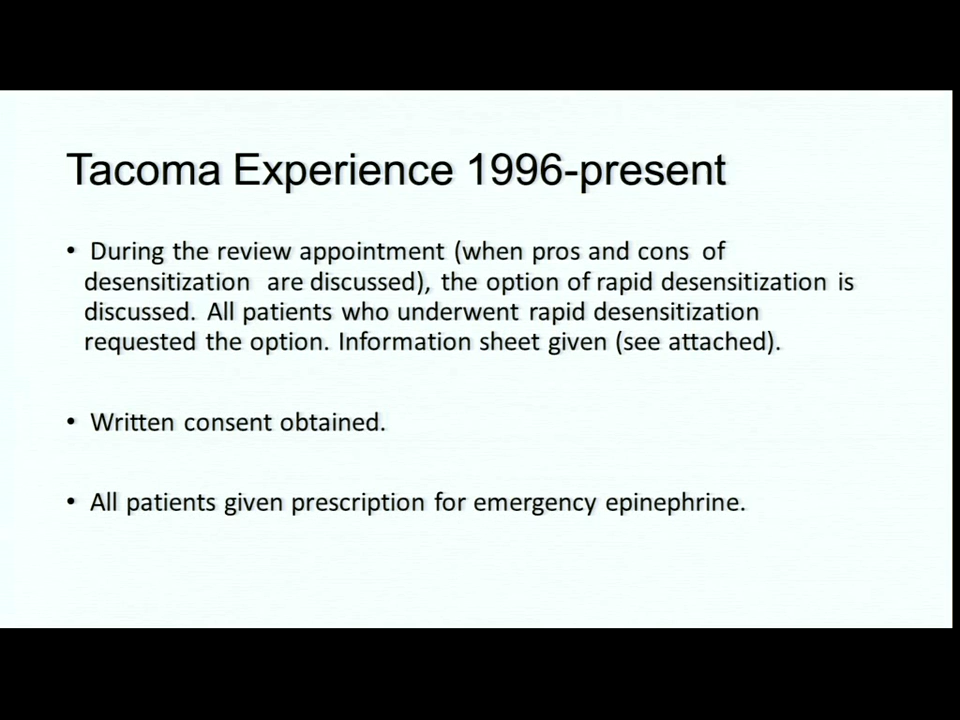 Tacoma Experience 1996-present
• During the review appointment (when pros and cons of
desensitization are discussed), the option of rapid desensitization is
discussed. All patients who underwent rapid desensitization
requested the option. Information sheet given (see attached).
• Written consent obtained.
• All patients given prescription for emergency epinephrine.